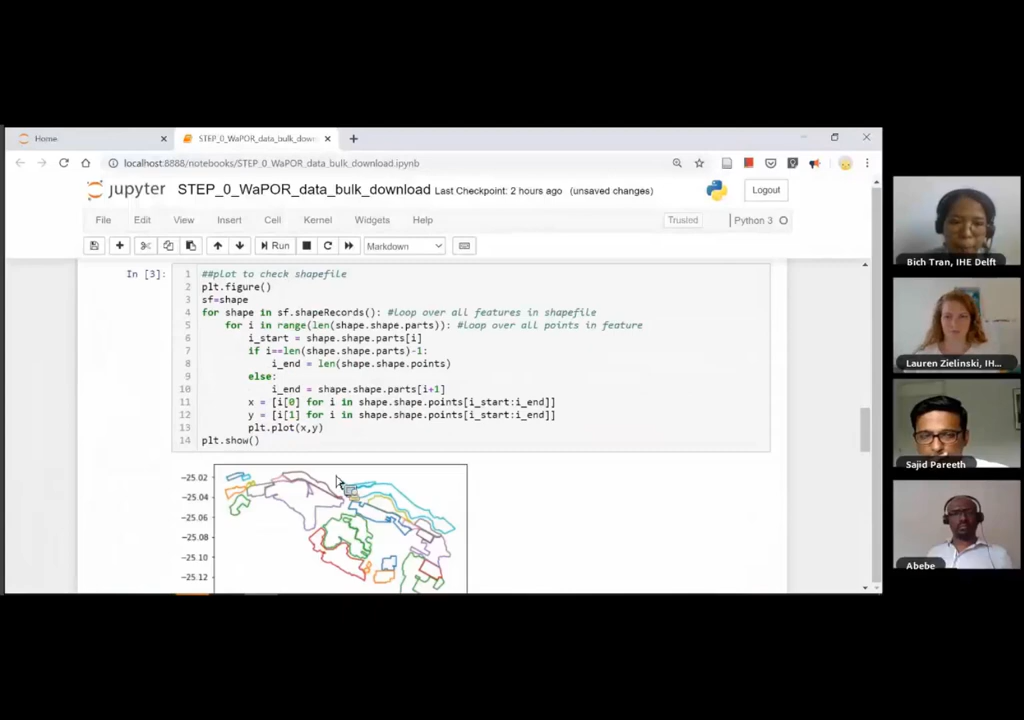 Home
STEP_0_WaPOR_data_bulk_down
localhost:8888/notebooks/STEP_0_WaPOR_data_bulk_download.ipynb
jupyter STEP_0_WaPOR_data_bulk_download Last Checkpoint: 2 hours ago (unsaved changes)
Logout
File Edit View Insert Cell Kernel Widgets Help
Trusted
Python 3
Run
Markdown
In [3]:
1 ##plot to check shapefile
2 plt.figure()
3 sf=shape
4 for shape in sf.shapeRecords(): #loop over all features in shapefile
5 for i in range(len(shape.shape.parts)): #loop over all points in feature
6 i_start = shape.shape.parts[i]
7 if i==len(shape.shape.parts)-1:
8 i_end = len(shape.shape.points)
9 else:
10 i_end = shape.shape.parts[i+1]
11 x = [i[0] for i in shape.shape.points[i_start:i_end]]
12 y = [i[1] for i in shape.shape.points[i_start:i_end]]
13 plt.plot(x,y)
14 plt.show()
−25.02
−25.04
−25.06
−25.08
−25.10
−25.12
Bich Tran, IHE Delft
Lauren Zielinski, IH...
Sajid Pareeth
Abebe